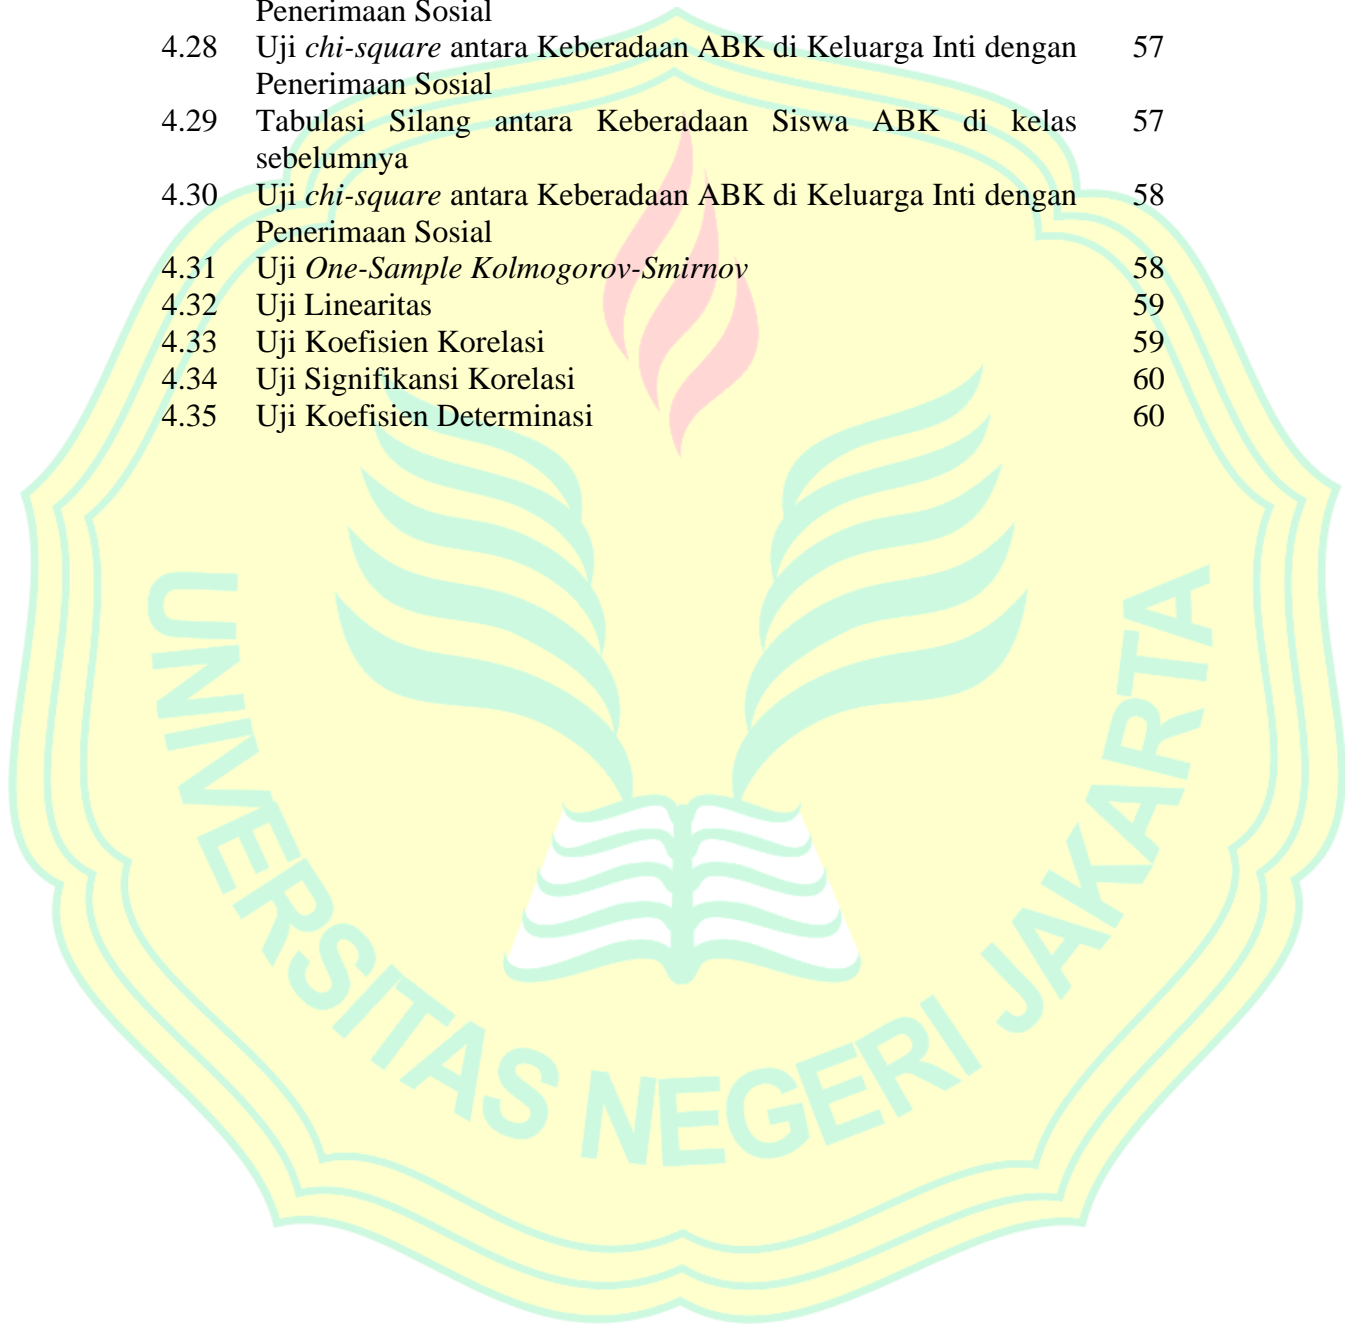 Penerimaan Sosial
4.28 Uji chi-square antara Keberadaan ABK di Keluarga Inti dengan 57
Penerimaan Sosial
4.29 Tabulasi Silang antara Keberadaan Siswa ABK di kelas 57
sebelumnya
4.30 Uji chi-square antara Keberadaan ABK di Keluarga Inti dengan 58
Penerimaan Sosial
4.31 Uji One-Sample Kolmogorov-Smirnov 58
4.32 Uji Linearitas 59
4.33 Uji Koefisien Korelasi 59
4.34 Uji Signifikansi Korelasi 60
4.35 Uji Koefisien Determinasi 60
UNIVERSITAS NEGERI JAKARTA